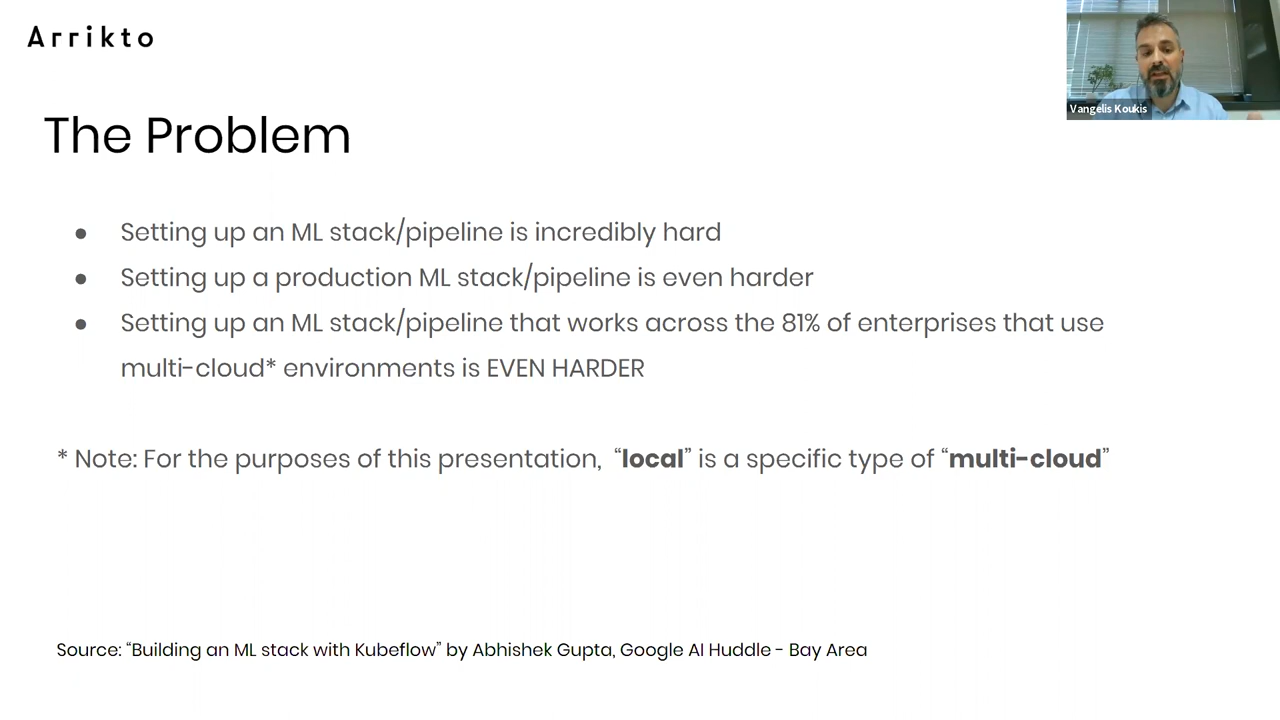 Arrikto
Vangelis Koukis
The Problem
● Setting up an ML stack/pipeline is incredibly hard
● Setting up a production ML stack/pipeline is even harder
● Setting up an ML stack/pipeline that works across the 81% of enterprises that use
multi-cloud* environments is EVEN HARDER
* Note: For the purposes of this presentation, “local” is a specific type of “multi-cloud”
Source: “Building an ML stack with Kubeflow” by Abhishek Gupta, Google AI Huddle - Bay Area